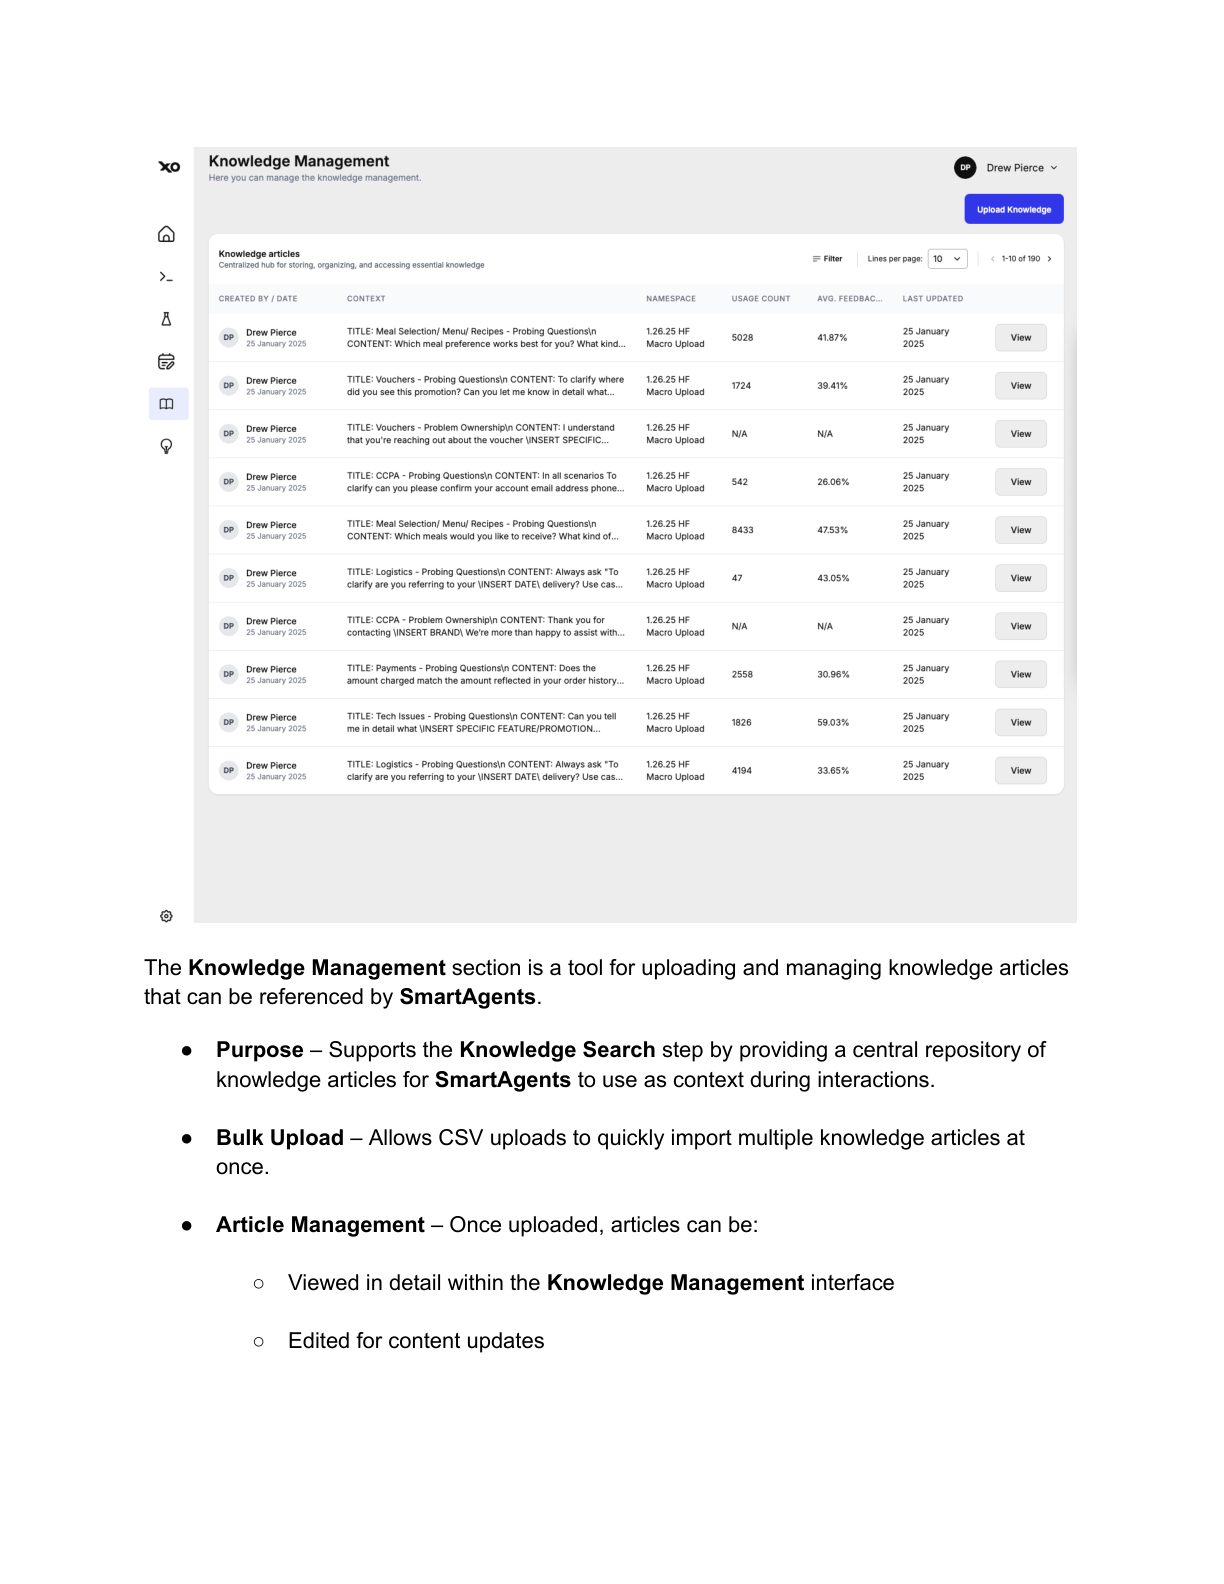 xo
Knowledge Management
Here you can manage the knowledge management.
DP Drew Pierce
Upload Knowledge
Knowledge articles
Centralized hub for storing, organizing, and accessing essential knowledge
Filter Lines per page: 10 1-10 of 190
CREATED BY / DATE CONTEXT NAMESPACE USAGE COUNT AVG. FEEDBAC... LAST UPDATED
DP Drew Pierce TITLE: Meal Selection/ Menu/ Recipes - Probing Questions\n 1.26.25 HF 5028 41.87% 25 January View
25 January 2025 CONTENT: Which meal preference works best for you? What kind... Macro Upload 2025
DP Drew Pierce TITLE: Vouchers - Probing Questions\n CONTENT: To clarify where 1.26.25 HF 1724 39.41% 25 January View
25 January 2025 did you see this promotion? Can you let me know in detail what... Macro Upload 2025
DP Drew Pierce TITLE: Vouchers - Problem Ownership\n CONTENT: I understand 1.26.25 HF N/A N/A 25 January View
25 January 2025 that you're reaching out about the voucher \INSERT SPECIFIC... Macro Upload 2025
DP Drew Pierce TITLE: CCPA - Probing Questions\n CONTENT: In all scenarios To 1.26.25 HF 542 26.06% 25 January View
25 January 2025 clarify can you please confirm your account email address phone... Macro Upload 2025
DP Drew Pierce TITLE: Meal Selection/ Menu/ Recipes - Probing Questions\n 1.26.25 HF 8433 47.53% 25 January View
25 January 2025 CONTENT: Which meals would you like to receive? What kind of... Macro Upload 2025
DP Drew Pierce TITLE: Logistics - Probing Questions\n CONTENT: Always ask "To 1.26.25 HF 47 43.05% 25 January View
25 January 2025 clarify are you referring to your \INSERT DATE\ delivery? Use cas... Macro Upload 2025
DP Drew Pierce TITLE: CCPA - Problem Ownership\n CONTENT: Thank you for 1.26.25 HF N/A N/A 25 January View
25 January 2025 contacting \INSERT BRAND\ We're more than happy to assist with... Macro Upload 2025
DP Drew Pierce TITLE: Payments - Probing Questions\n CONTENT: Does the 1.26.25 HF 2558 30.96% 25 January View
25 January 2025 amount charged match the amount reflected in your order history... Macro Upload 2025
DP Drew Pierce TITLE: Tech Issues - Probing Questions\n CONTENT: Can you tell 1.26.25 HF 1826 59.03% 25 January View
25 January 2025 me in detail what \INSERT SPECIFIC FEATURE/PROMOTION... Macro Upload 2025
DP Drew Pierce TITLE: Logistics - Probing Questions\n CONTENT: Always ask "To 1.26.25 HF 4194 33.65% 25 January View
25 January 2025 clarify are you referring to your \INSERT DATE\ delivery? Use cas... Macro Upload 2025
The Knowledge Management section is a tool for uploading and managing knowledge articles
that can be referenced by SmartAgents.
● Purpose – Supports the Knowledge Search step by providing a central repository of
knowledge articles for SmartAgents to use as context during interactions.
● Bulk Upload – Allows CSV uploads to quickly import multiple knowledge articles at
once.
● Article Management – Once uploaded, articles can be:
○ Viewed in detail within the Knowledge Management interface
○ Edited for content updates